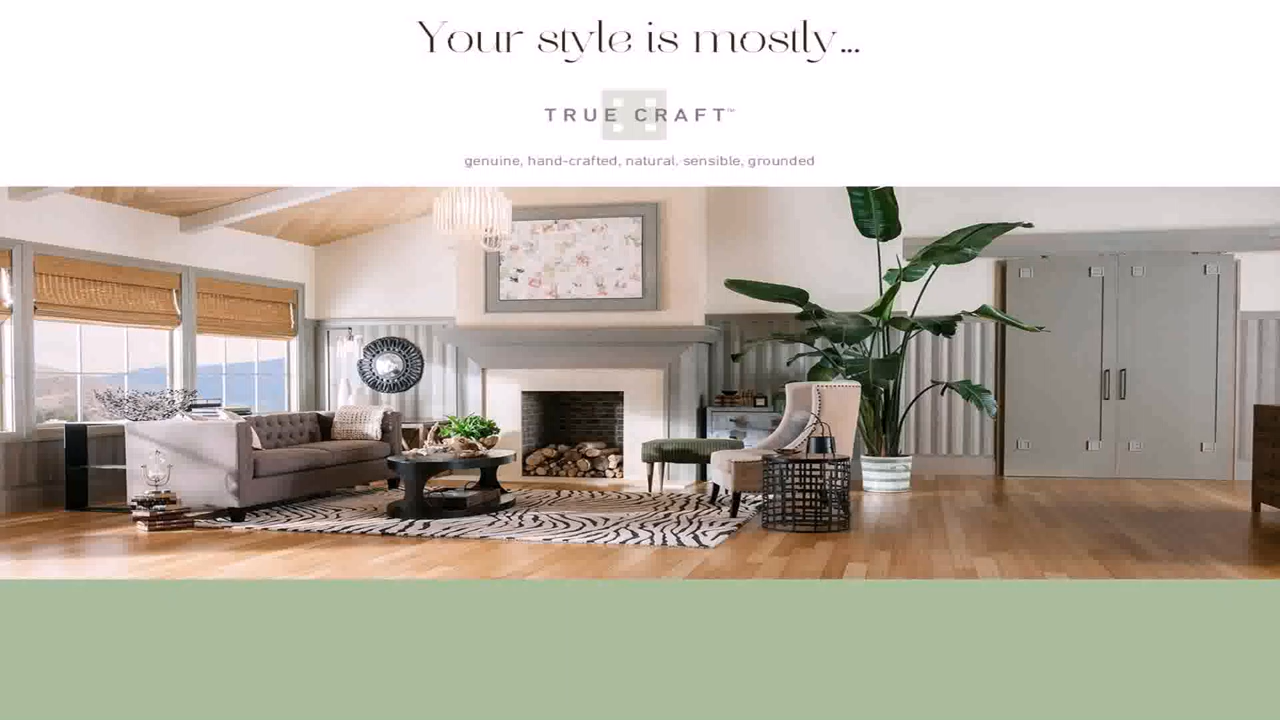 Your style is mostly...
TRUE CRAFT™
genuine, hand-crafted, natural. sensible, grounded